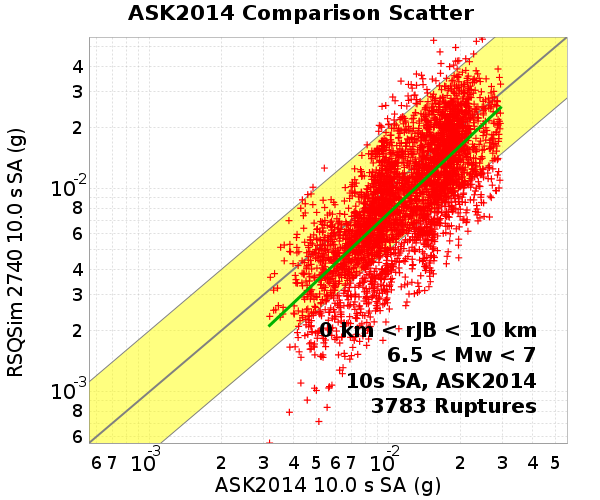 ASK2014 Comparison Scatter
RSQSim 2740 10.0 s SA (g)
4
3
2
10-2
8
6
4
3
2
10-3
8
6
0 km < rJB < 10 km
6.5 < Mw < 7
10s SA, ASK2014
3783 Ruptures
6 7 10-3 2 3 4 5 6 7 10-2 2 3 4 5
ASK2014 10.0 s SA (g)